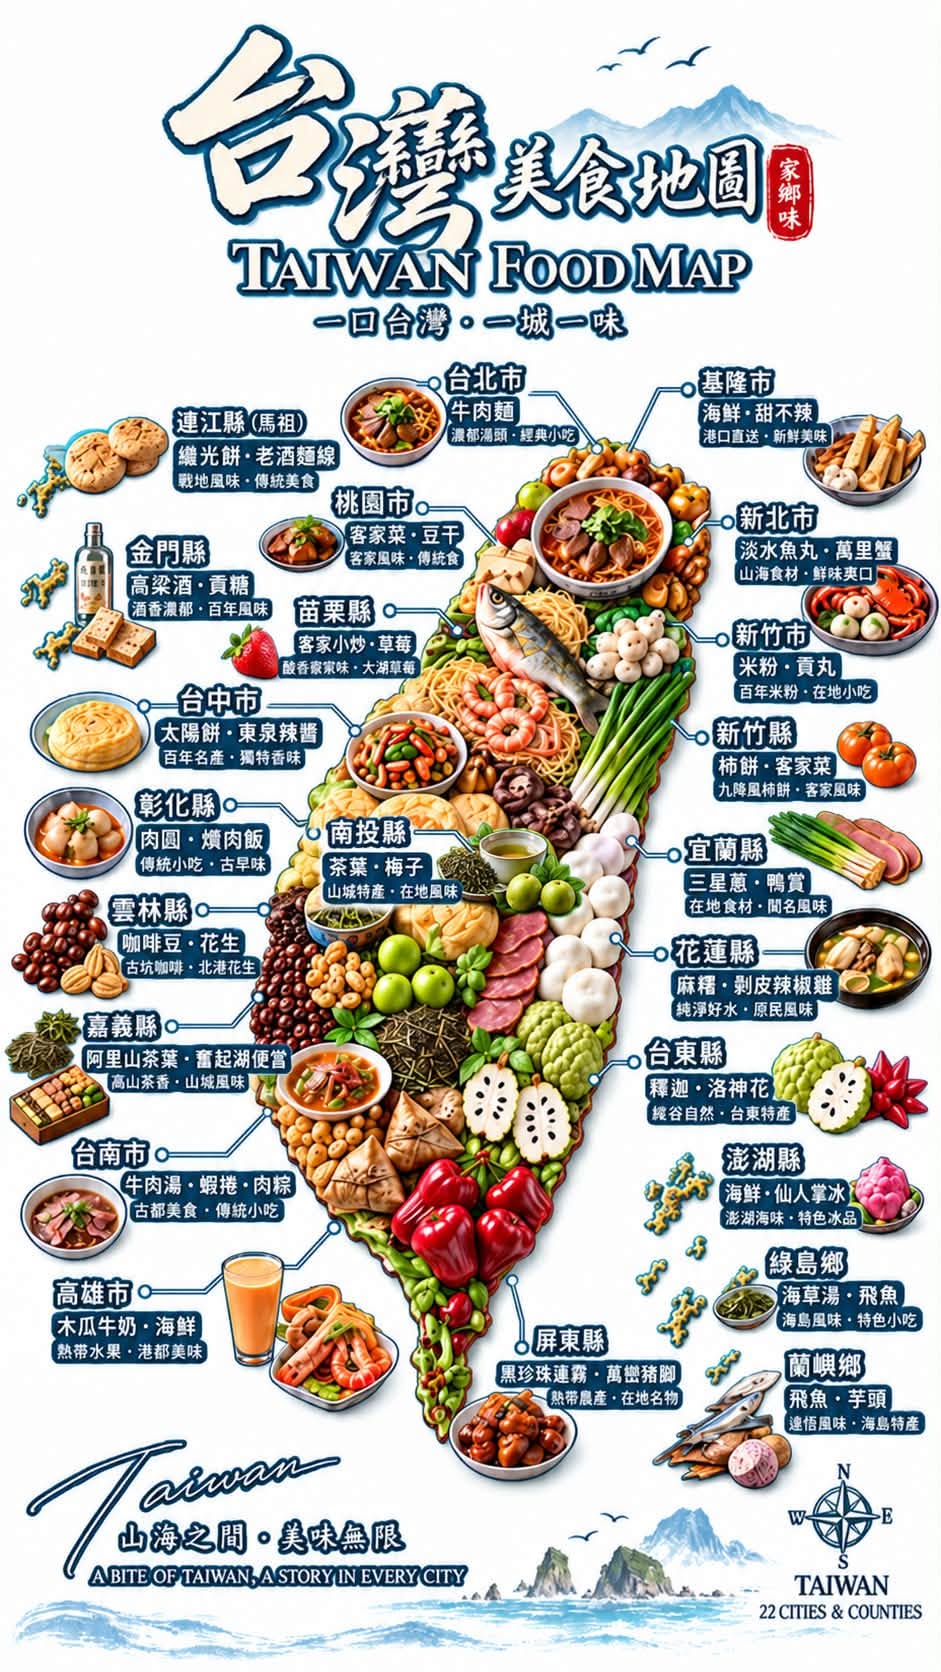 台灣美食地圖
家鄉味
TAIWAN FOOD MAP
一口台灣・一城一味
台北市
牛肉麵
濃郁湯頭・經典小吃
基隆市
海鮮・甜不辣
港口直送・新鮮美味
連江縣(馬祖)
繼光餅・老酒麵線
戰地風味・傳統美食
桃園市
客家菜・豆干
客家風味・傳統食
新北市
淡水魚丸・萬里蟹
山海食材・鮮味爽口
金門縣
高粱酒・貢糖
酒香濃郁・百年風味
苗栗縣
客家小炒・草莓
大湖草莓
新竹市
米粉・貢丸
百年米粉・在地小吃
台中市
太陽餅・東泉辣醬
百年名產・獨特香味
新竹縣
柿餅・客家菜
九降風柿餅・客家風味
彰化縣
肉圓・爌肉飯
傳統小吃・古早味
南投縣
茶葉・梅子
山城特產・在地風味
宜蘭縣
三星蔥・鴨賞
在地食材・聞名風味
雲林縣
咖啡豆・花生
古坑咖啡・北港花生
花蓮縣
麻糬・剝皮辣椒雞
純淨好水・原民風味
嘉義縣
阿里山茶葉・奮起湖便當
高山茶香・山城風味
台東縣
釋迦・洛神花
縱谷自然・台東特產
台南市
牛肉湯・蝦捲・肉粽
古都美食・傳統小吃
澎湖縣
海鮮・仙人掌冰
澎湖海味・特色冰品
綠島鄉
海草湯・飛魚
海島風味・特色小吃
高雄市
木瓜牛奶・海鮮
熱帶水果・港都美味
屏東縣
黑珍珠蓮霧・萬巒豬腳
熱帶農產・在地名物
蘭嶼鄉
飛魚・芋頭
達悟風味・海島特產
Taiwan
山海之間・美味無限
A BITE OF TAIWAN, A STORY IN EVERY CITY
N
W
E
S
TAIWAN
22 CITIES & COUNTIES